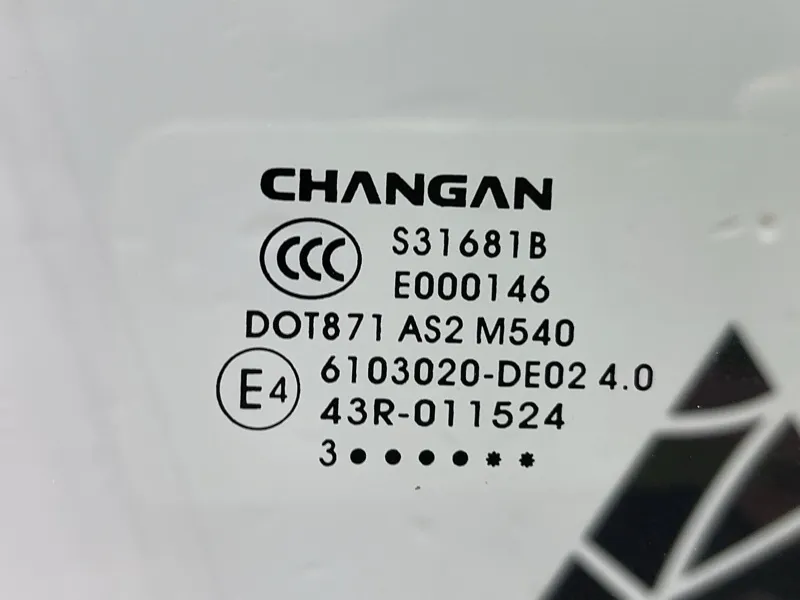 CHANGAN
CCC S31681B
E000146
DOT871 AS2 M540
E4 6103020-DE02 4.0
43R-011524
3 ● ● ● ● ✱ ✱